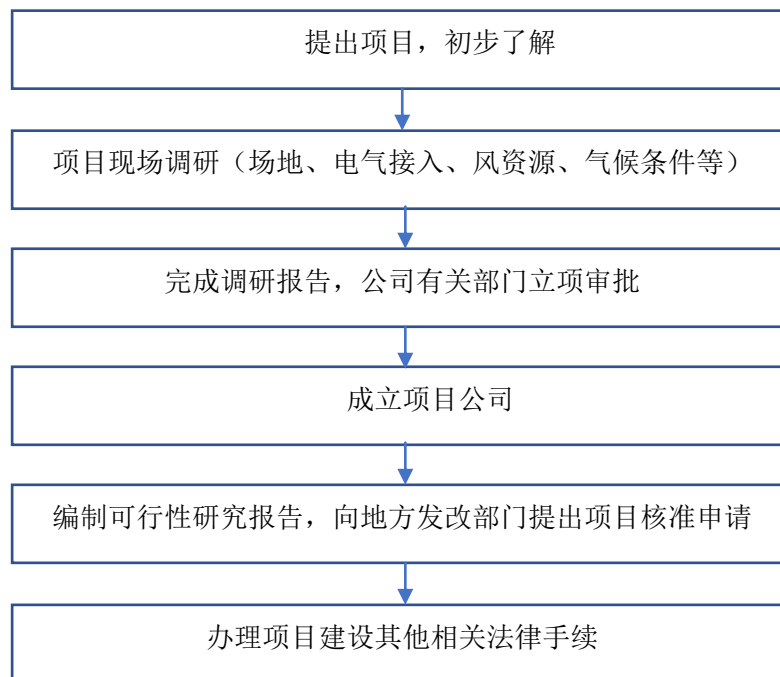 提出项目，初步了解
项目现场调研（场地、电气接入、风资源、气候条件等）
完成调研报告，公司有关部门立项审批
成立项目公司
编制可行性研究报告，向地方发改部门提出项目核准申请
办理项目建设其他相关法律手续